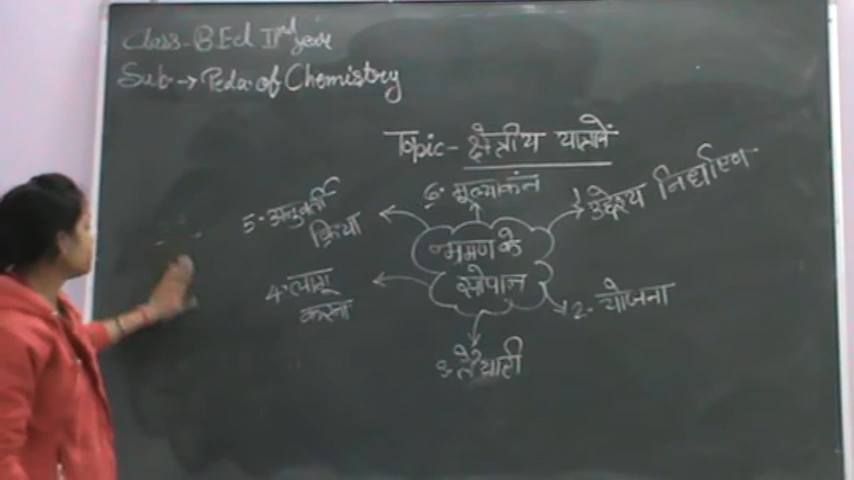 Class- B.Ed IInd year
Sub → Peda. of Chemistry
Topic - क्षेत्रीय यात्रायें
6. मूल्याकंन
1 उद्देश्य निर्धारण
5. अनुवर्ती
क्रिया
भ्रमण के
सोपान
4. लागू
करना
2- योजना
3 तैयारी